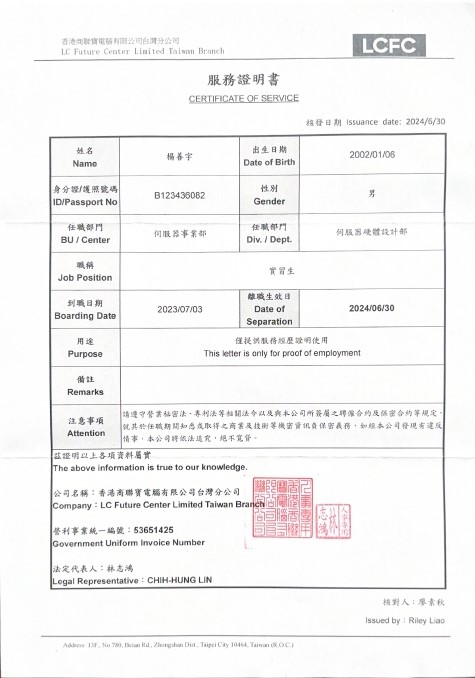 香港商聯寶電腦有限公司台灣分公司
LC Future Center Limited Taiwan Branch
LCFC
服務證明書
CERTIFICATE OF SERVICE
核發日期 Issuance date: 2024/6/30
姓名 Name 楊善宇 出生日期 Date of Birth 2002/01/06
身分證/護照號碼 ID/Passport No B123436082 性別 Gender 男
任職部門 BU / Center 伺服器事業部 任職部門 Div. / Dept. 伺服器硬體設計部
職稱 Job Position 實習生
到職日期 Boarding Date 2023/07/03 離職生效日 Date of Separation 2024/06/30
用途 Purpose 僅提供服務經歷證明使用
This letter is only for proof of employment
備註 Remarks
注意事項 Attention
請遵守營業秘密法、專利法等相關法令以及與本公司所簽屬之聘僱合約及保密合約等規定,
就其於任職期間知悉或取得之商業及技術等機密資訊負保密義務,如經本公司發現有違反
情事,本公司將依法追究,絕不寬貸。
茲證明以上各項資料屬實
The above information is true to our knowledge.
公司名稱:香港商聯寶電腦有限公司台灣分公司
Company:LC Future Center Limited Taiwan Branch
營利事業統一編號:53651425
Government Uniform Invoice Number
法定代表人:林志鴻
Legal Representative:CHIH-HUNG LIN
核對人:廖素秋
Issued by:Riley Liao
Address 13F., No 780, Beian Rd., Zhongshan Dist., Taipei City 10464, Taiwan (R.O.C.)